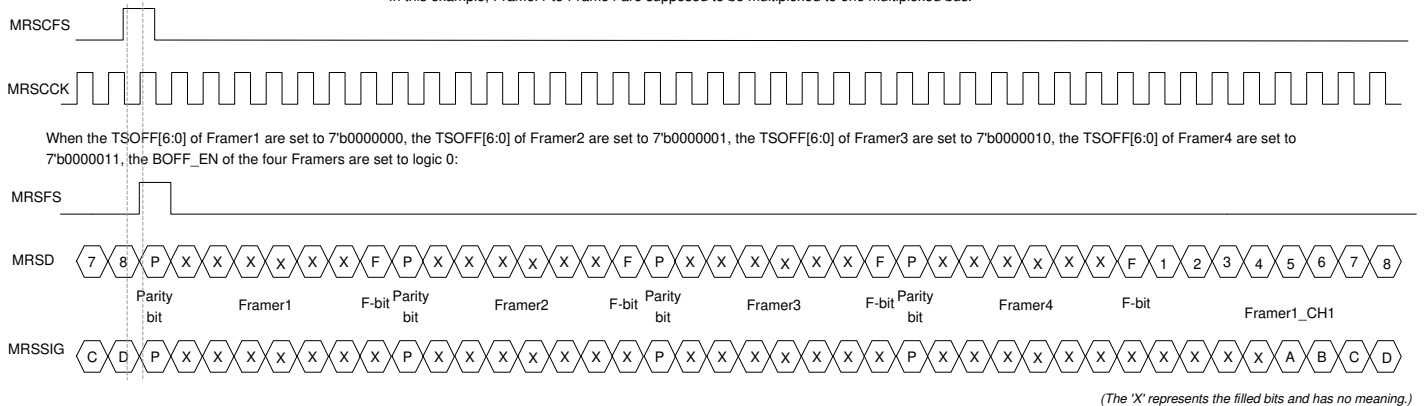 In this example, Framer1 to Framer4 are supposed to be multiplexed to one multiplexed bus.
MRSCFS
MRSCCK
When the TSOFF[6:0] of Framer1 are set to 7'b0000000, the TSOFF[6:0] of Framer2 are set to 7'b0000001, the TSOFF[6:0] of Framer3 are set to 7'b0000010, the TSOFF[6:0] of Framer4 are set to
7'b0000011, the BOFF_EN of the four Framers are set to logic 0:
MRSFS
MRSD 7 8 P X X X X X X F P X X X X X X F P X X X X X X F P X X X X X X F 1 2 3 4 5 6 7 8
Parity bit Framer1 F-bit Parity bit Framer2 F-bit Parity bit Framer3 F-bit Parity bit Framer4 F-bit Framer1_CH1
MRSSIG C D P X X X X X X X P X X X X X X X P X X X X X X X P X X X X X X X X X X X A B C D
(The 'X' represents the filled bits and has no meaning.)